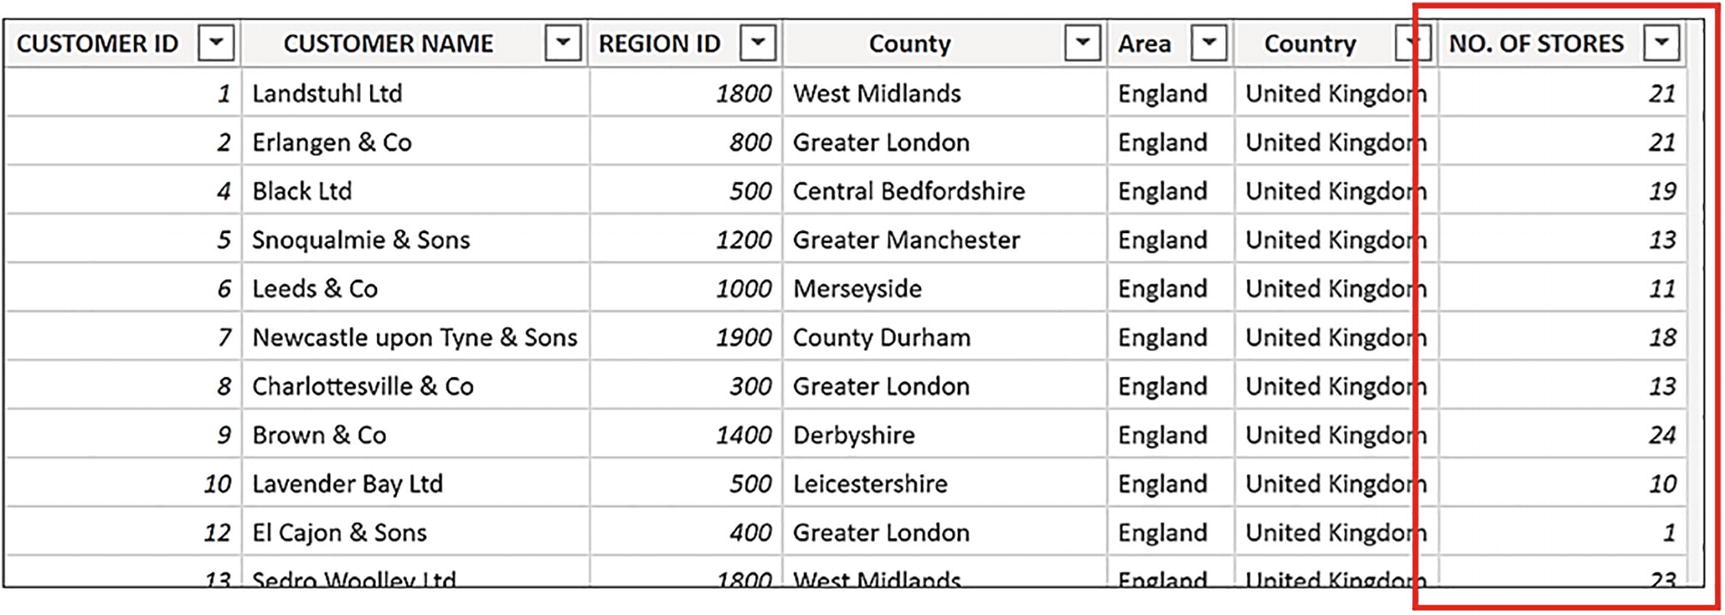 CUSTOMER ID CUSTOMER NAME REGION ID County Area Country NO. OF STORES
1 Landstuhl Ltd 1800 West Midlands England United Kingdom 21
2 Erlangen & Co 800 Greater London England United Kingdom 21
4 Black Ltd 500 Central Bedfordshire England United Kingdom 19
5 Snoqualmie & Sons 1200 Greater Manchester England United Kingdom 13
6 Leeds & Co 1000 Merseyside England United Kingdom 11
7 Newcastle upon Tyne & Sons 1900 County Durham England United Kingdom 18
8 Charlottesville & Co 300 Greater London England United Kingdom 13
9 Brown & Co 1400 Derbyshire England United Kingdom 24
10 Lavender Bay Ltd 500 Leicestershire England United Kingdom 10
12 El Cajon & Sons 400 Greater London England United Kingdom 1
13 Sedro Woolley Ltd 1800 West Midlands England United Kingdom 23